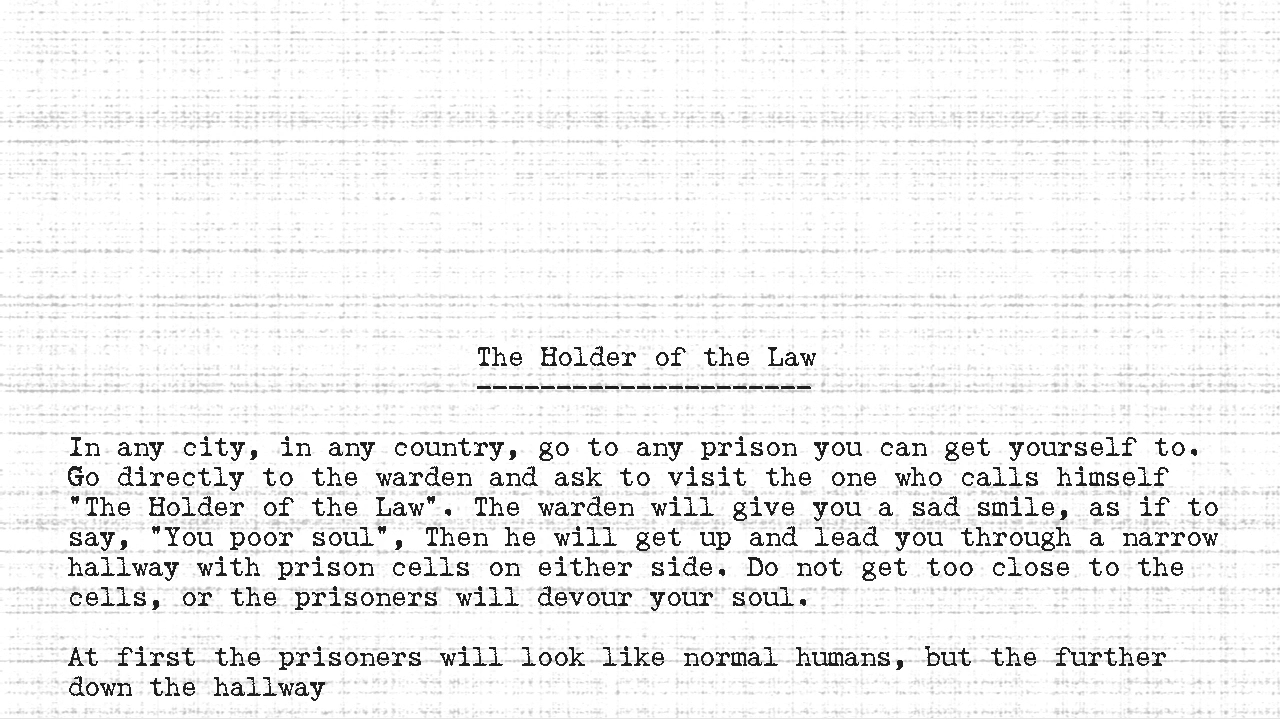 The Holder of the Law
---------------------
In any city, in any country, go to any prison you can get yourself to.
Go directly to the warden and ask to visit the one who calls himself
"The Holder of the Law". The warden will give you a sad smile, as if to
say, "You poor soul", Then he will get up and lead you through a narrow
hallway with prison cells on either side. Do not get too close to the
cells, or the prisoners will devour your soul.
At first the prisoners will look like normal humans, but the further
down the hallway